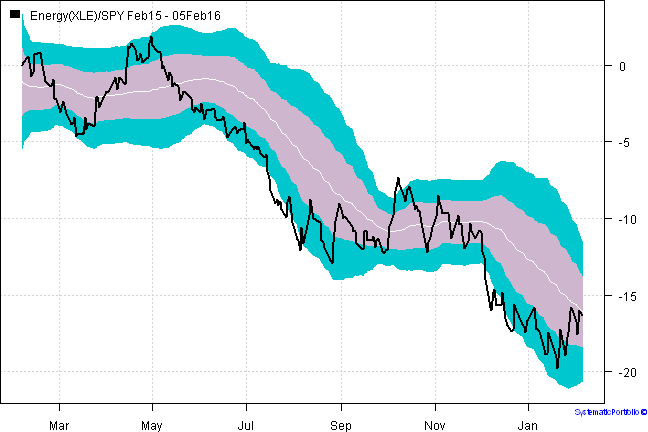 Energy(XLE)/SPY Feb15 - 05Feb16
0
-5
-10
-15
-20
Mar May Jul Sep Nov Jan
SystematicPortfolio ©